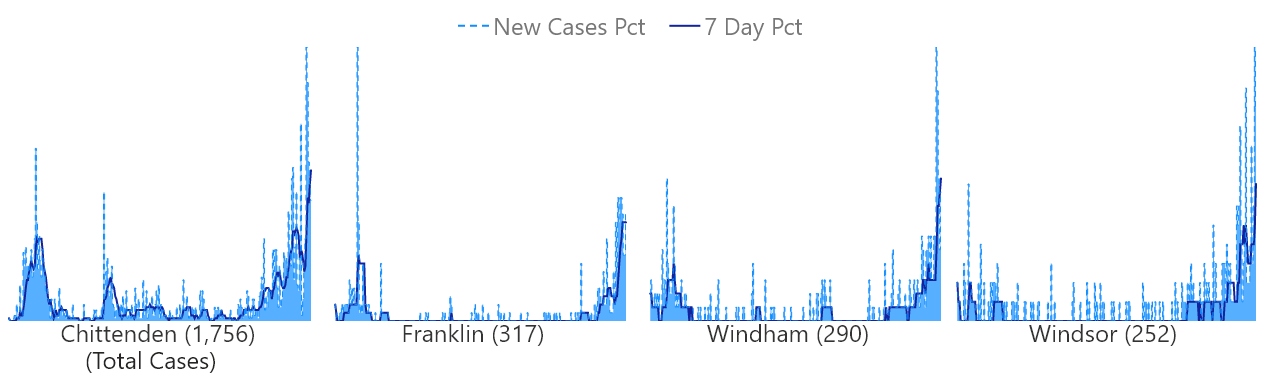 New Cases Pct 7 Day Pct
Chittenden (1,756) Franklin (317) Windham (290) Windsor (252)
(Total Cases)